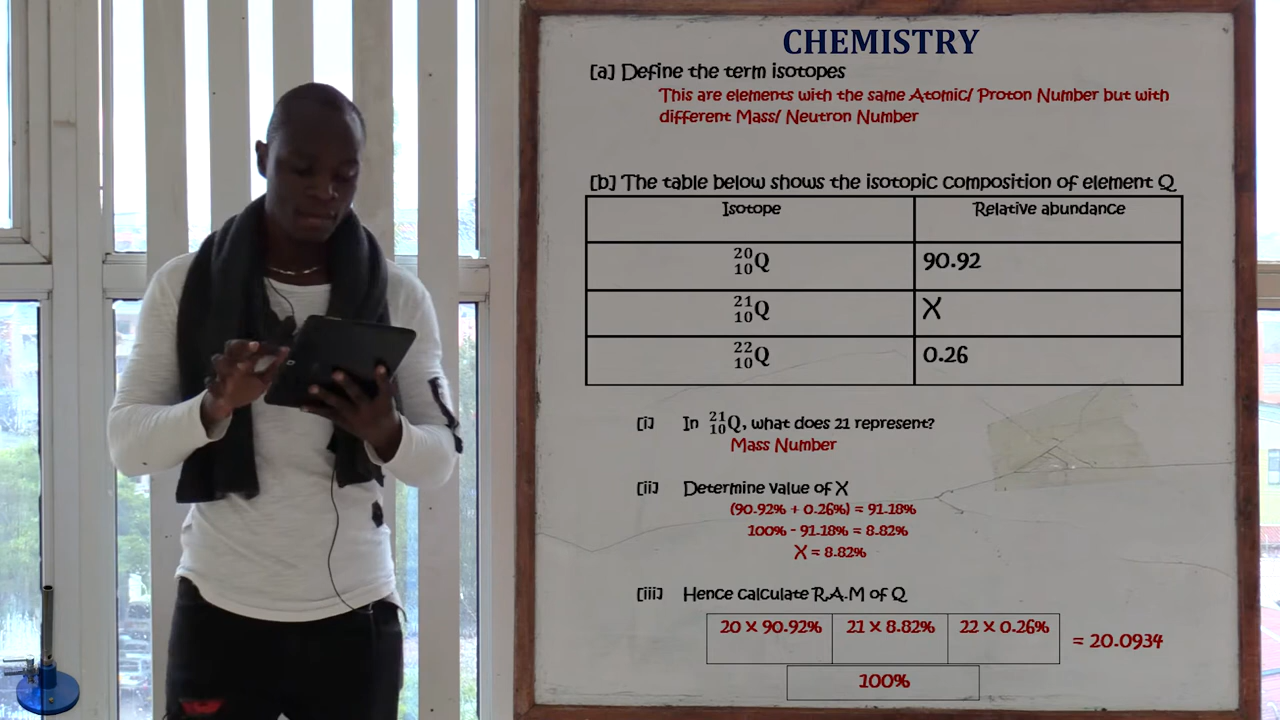 CHEMISTRY
[a] Define the term isotopes
This are elements with the same Atomic/ Proton Number but with
different Mass/ Neutron Number
[b] The table below shows the isotopic composition of element Q
Isotope Relative abundance
²⁰₁₀Q 90.92
²¹₁₀Q X
²²₁₀Q 0.26
[i] In ²¹₁₀Q, what does 21 represent?
Mass Number
[ii] Determine value of X
(90.92% + 0.26%) = 91.18%
100% - 91.18% = 8.82%
X = 8.82%
[iii] Hence calculate R.A.M of Q
20 X 90.92% 21 X 8.82% 22 X 0.26% = 20.0934
100%